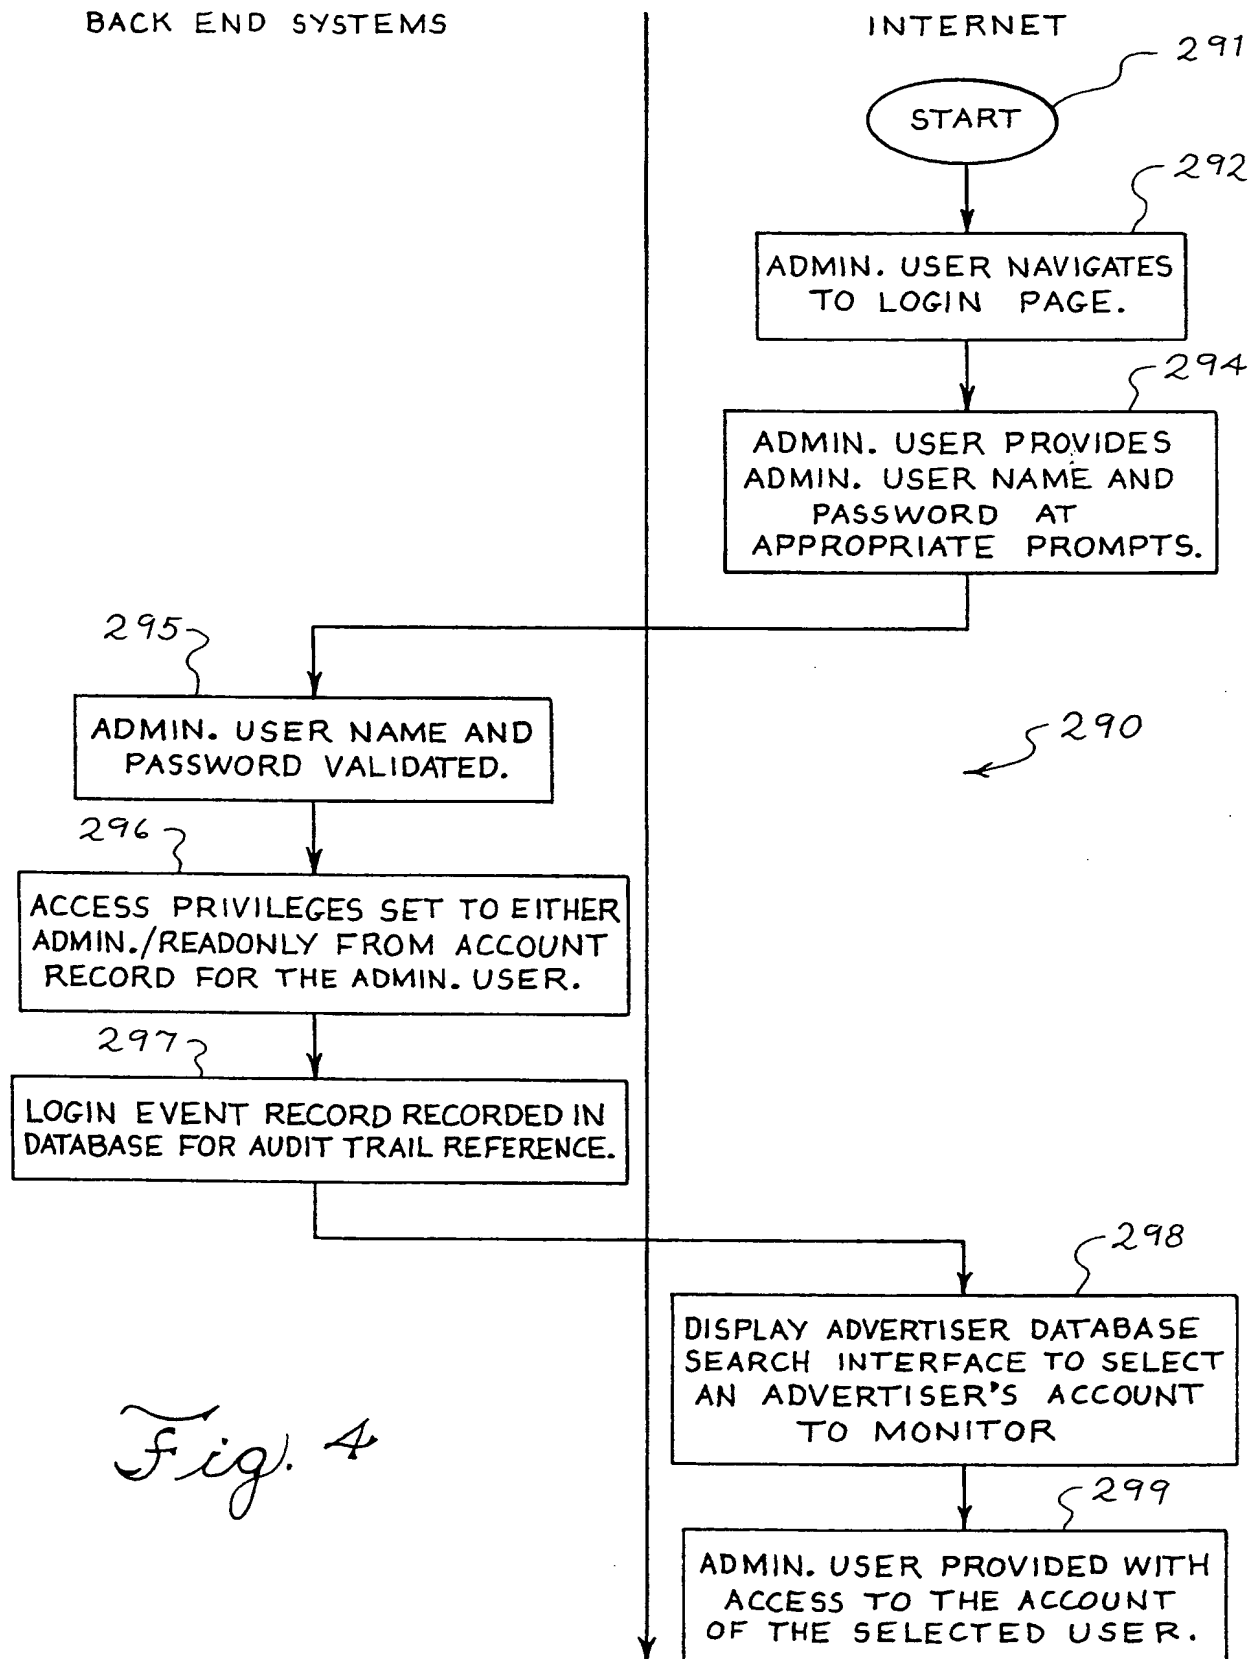 BACK END SYSTEMS
INTERNET
291
START
292
ADMIN. USER NAVIGATES
TO LOGIN PAGE.
294
ADMIN. USER PROVIDES
ADMIN. USER NAME AND
PASSWORD AT
APPROPRIATE PROMPTS.
295
ADMIN. USER NAME AND
PASSWORD VALIDATED.
290
296
ACCESS PRIVILEGES SET TO EITHER
ADMIN./READONLY FROM ACCOUNT
RECORD FOR THE ADMIN. USER.
297
LOGIN EVENT RECORD RECORDED IN
DATABASE FOR AUDIT TRAIL REFERENCE.
298
DISPLAY ADVERTISER DATABASE
SEARCH INTERFACE TO SELECT
AN ADVERTISER'S ACCOUNT
TO MONITOR
Fig. 4
299
ADMIN. USER PROVIDED WITH
ACCESS TO THE ACCOUNT
OF THE SELECTED USER.